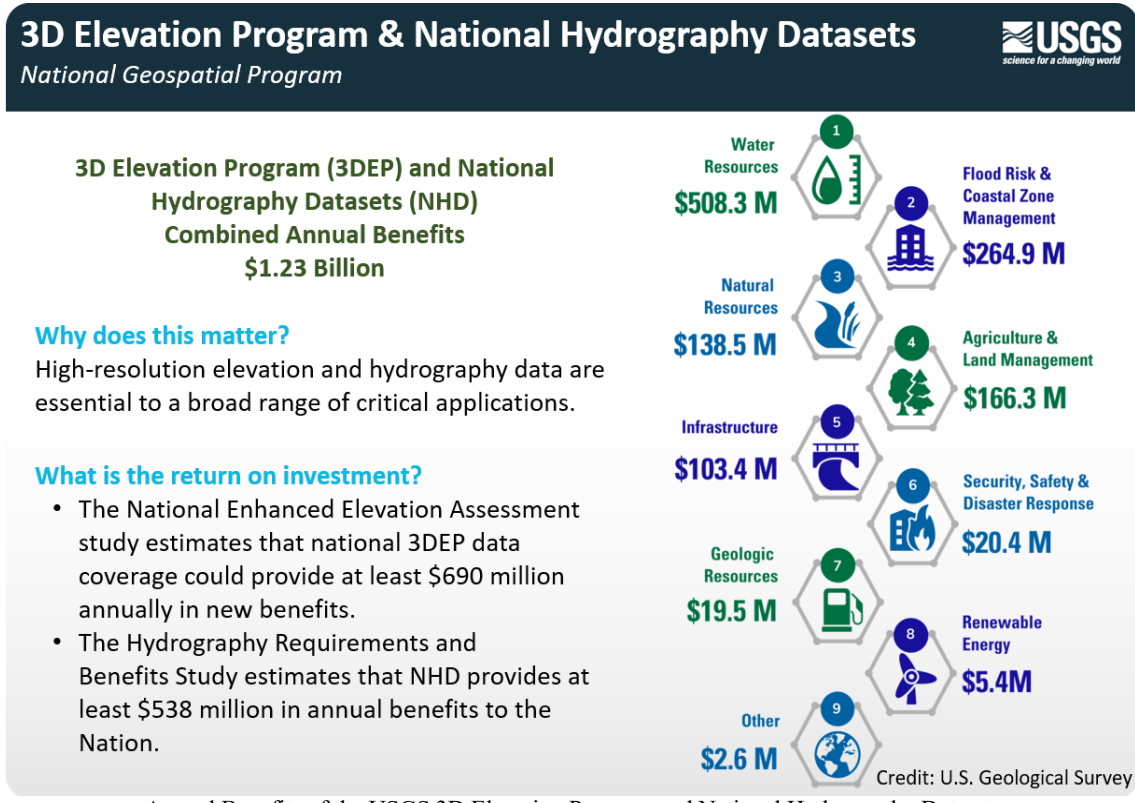 3D Elevation Program & National Hydrography Datasets
National Geospatial Program
USGS
science for a changing world
3D Elevation Program (3DEP) and National
Hydrography Datasets (NHD)
Combined Annual Benefits
$1.23 Billion
Why does this matter?
High-resolution elevation and hydrography data are
essential to a broad range of critical applications.
What is the return on investment?
• The National Enhanced Elevation Assessment
study estimates that national 3DEP data
coverage could provide at least $690 million
annually in new benefits.
• The Hydrography Requirements and
Benefits Study estimates that NHD provides at
least $538 million in annual benefits to the
Nation.
1
Water
Resources
$508.3 M
2
Flood Risk &
Coastal Zone
Management
$264.9 M
3
Natural
Resources
$138.5 M
4
Agriculture &
Land Management
$166.3 M
5
Infrastructure
$103.4 M
6
Security, Safety &
Disaster Response
$20.4 M
7
Geologic
Resources
$19.5 M
8
Renewable
Energy
$5.4M
9
Other
$2.6 M
Credit: U.S. Geological Survey